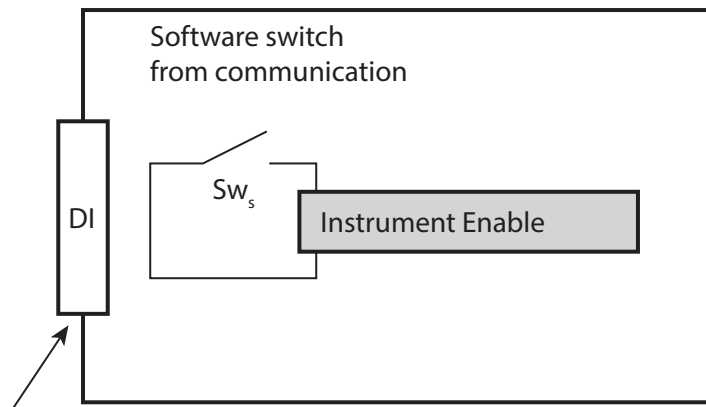 Software switch
from communication
DI
Sws
Instrument Enable